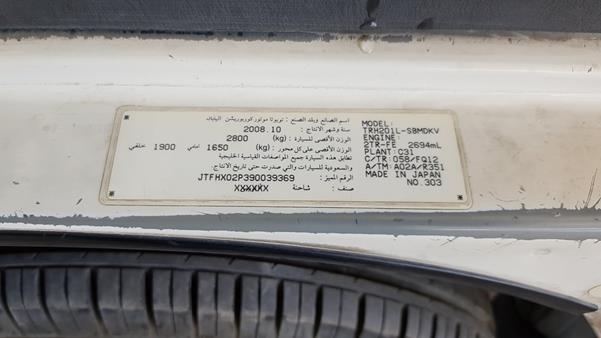 اسم الصانع وبلد الصنع : تويوتا موتور كوربوريشن اليابان
سنة وشهر الانتاج : 2008.10
الوزن الأقصى للسيارة : (kg) 2800
الوزن الأقصى على كل محور : (kg) 1650 امامي 1900 خلفي
تطابق هذه السيارة جميع المواصفات القياسية الخليجية
والسعودية للسيارات والتي صدرت حتى تاريخ الإنتاج .
الرقم المميز : JTFHX02P390039369
صنف : شاحنة XXXXXX
MODEL:
TRH201L-SBMDKV
ENGINE:
2TR-FE 2694mL
PLANT: C31
C/TR: 058/FQ12
A/TM: A02A/R351
MADE IN JAPAN
NO.303